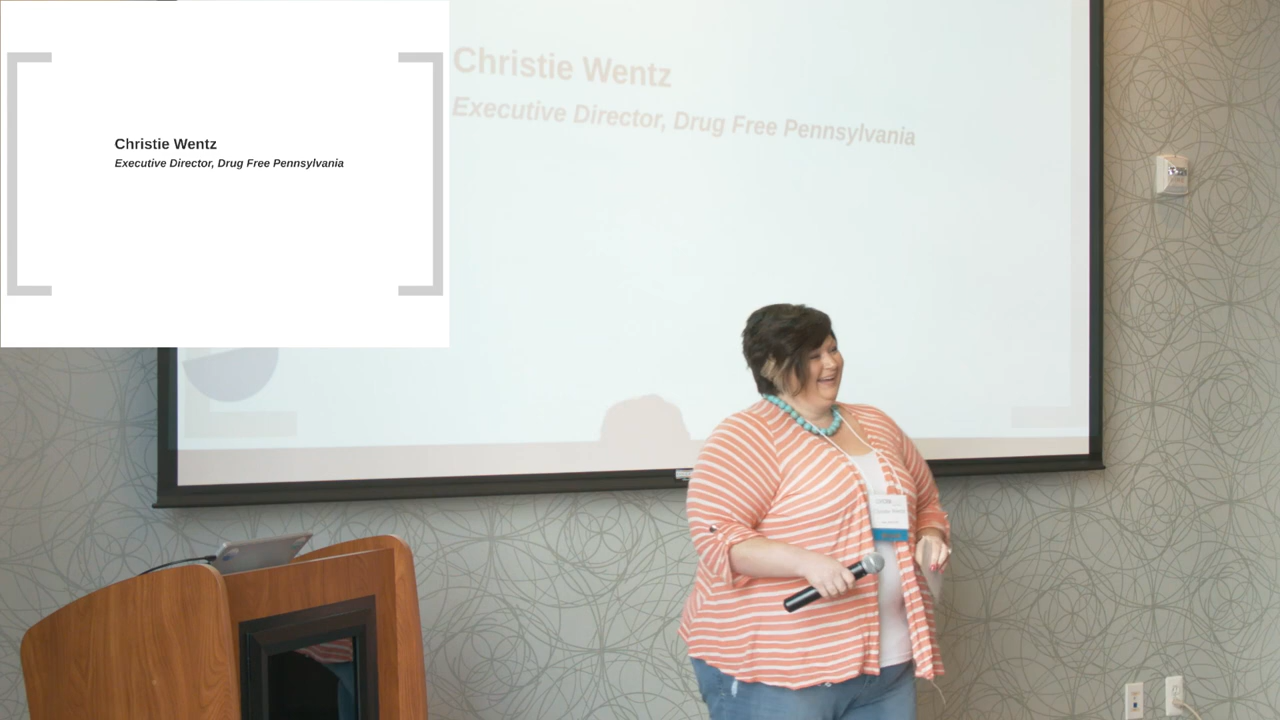 Christie Wentz
Executive Director, Drug Free Pennsylvania
Christie Wentz
Executive Director, Drug Free Pennsylvania